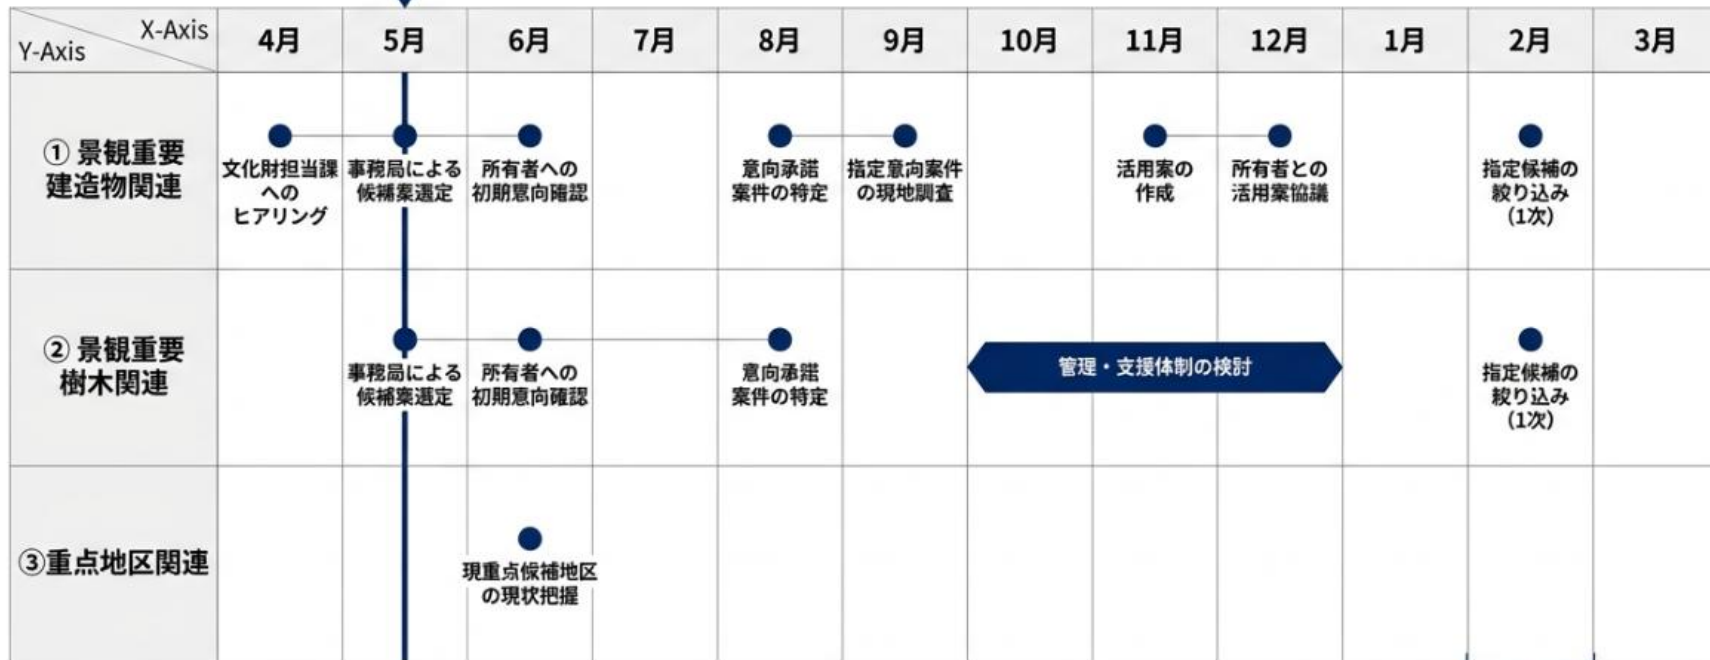 X-Axis
Y-Axis
4月
5月
6月
7月
8月
9月
10月
11月
12月
1月
2月
3月
① 景観重要
建造物関連
文化財担当課
への
ヒアリング
事務局による
候補案選定
所有者への
初期意向確認
意向承諾
案件の特定
指定意向案件
の現地調査
活用案の
作成
所有者との
活用案協議
指定候補の
絞り込み
(1次)
② 景観重要
樹木関連
事務局による
候補案選定
所有者への
初期意向確認
意向承諾
案件の特定
管理・支援体制の検討
指定候補の
絞り込み
(1次)
③重点地区関連
現重点候補地区
の現状把握